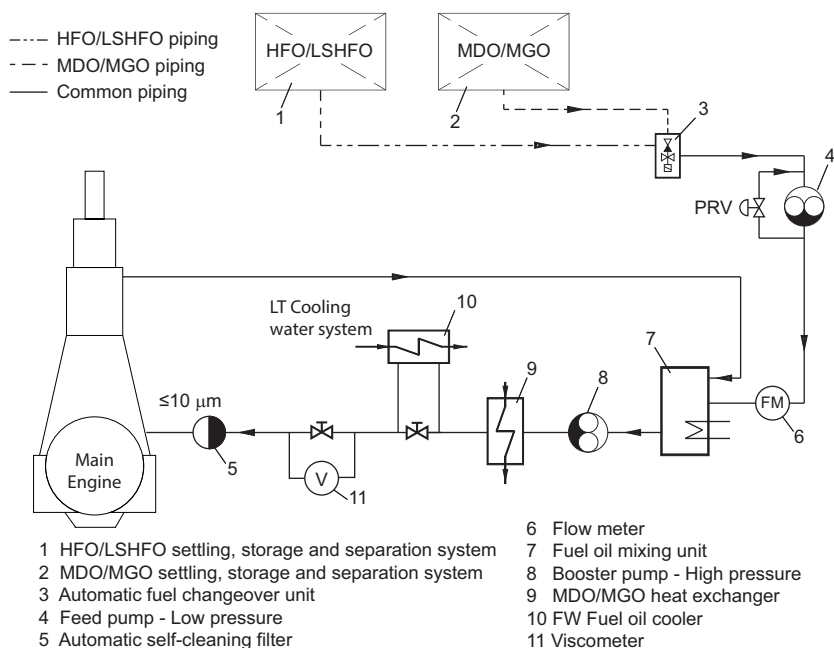 HFO/LSHFO piping
MDO/MGO piping
Common piping
HFO/LSHFO
MDO/MGO
1
2
3
4
PRV
LT Cooling
water system
10
7
9
8
≤10 µm
FM
6
Main
Engine
5
V
11
1 HFO/LSHFO settling, storage and separation system
2 MDO/MGO settling, storage and separation system
3 Automatic fuel changeover unit
4 Feed pump - Low pressure
5 Automatic self-cleaning filter
6 Flow meter
7 Fuel oil mixing unit
8 Booster pump - High pressure
9 MDO/MGO heat exchanger
10 FW Fuel oil cooler
11 Viscometer